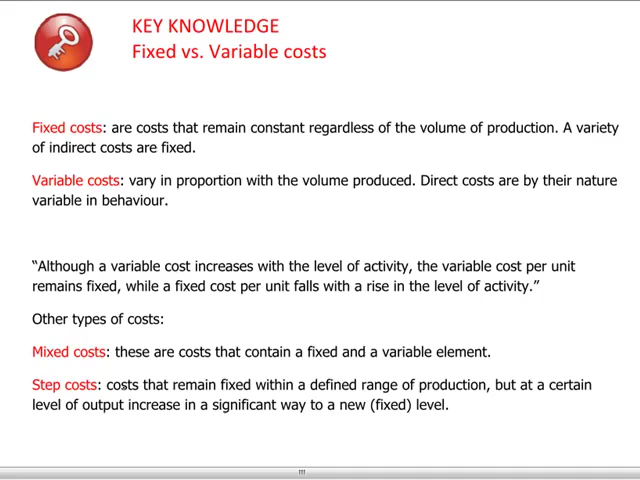 KEY KNOWLEDGE
Fixed vs. Variable costs
Fixed costs: are costs that remain constant regardless of the volume of production. A variety
of indirect costs are fixed.
Variable costs: vary in proportion with the volume produced. Direct costs are by their nature
variable in behaviour.
“Although a variable cost increases with the level of activity, the variable cost per unit
remains fixed, while a fixed cost per unit falls with a rise in the level of activity.”
Other types of costs:
Mixed costs: these are costs that contain a fixed and a variable element.
Step costs: costs that remain fixed within a defined range of production, but at a certain
level of output increase in a significant way to a new (fixed) level.